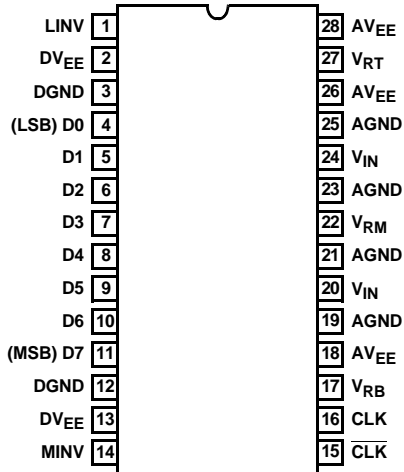 LINV 1 28 AVEE
DVEE 2 27 VRT
DGND 3 26 AVEE
(LSB) D0 4 25 AGND
D1 5 24 VIN
D2 6 23 AGND
D3 7 22 VRM
D4 8 21 AGND
D5 9 20 VIN
D6 10 19 AGND
(MSB) D7 11 18 AVEE
DGND 12 17 VRB
DVEE 13 16 CLK
MINV 14 15 C̅L̅K̅